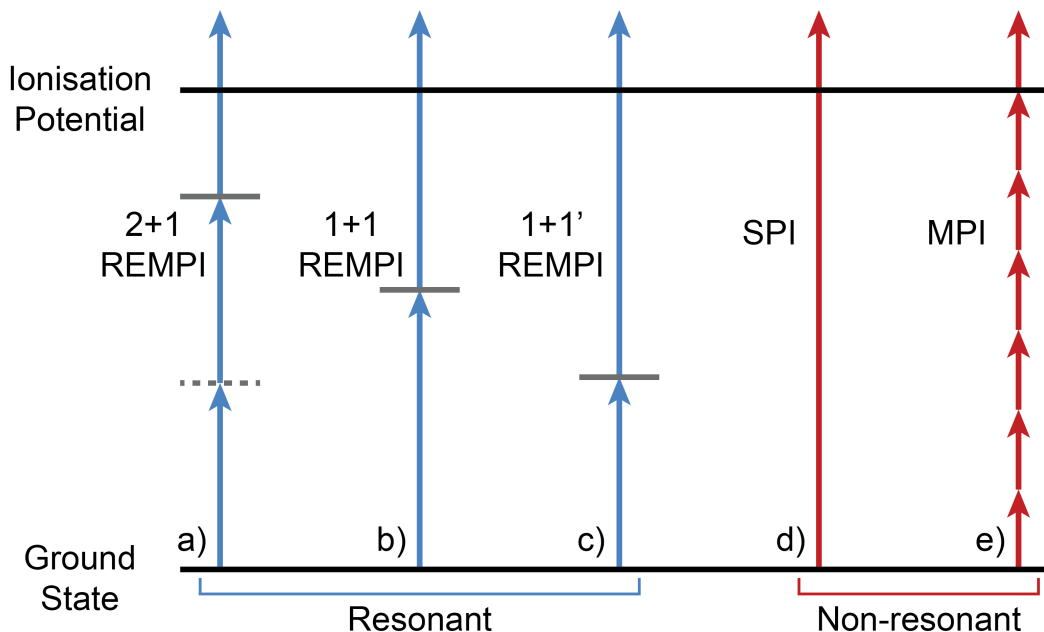 Ionisation
Potential
2+1
REMPI
1+1
REMPI
1+1’
REMPI
SPI
MPI
a)
b)
c)
d)
e)
Ground
State
Resonant
Non-resonant